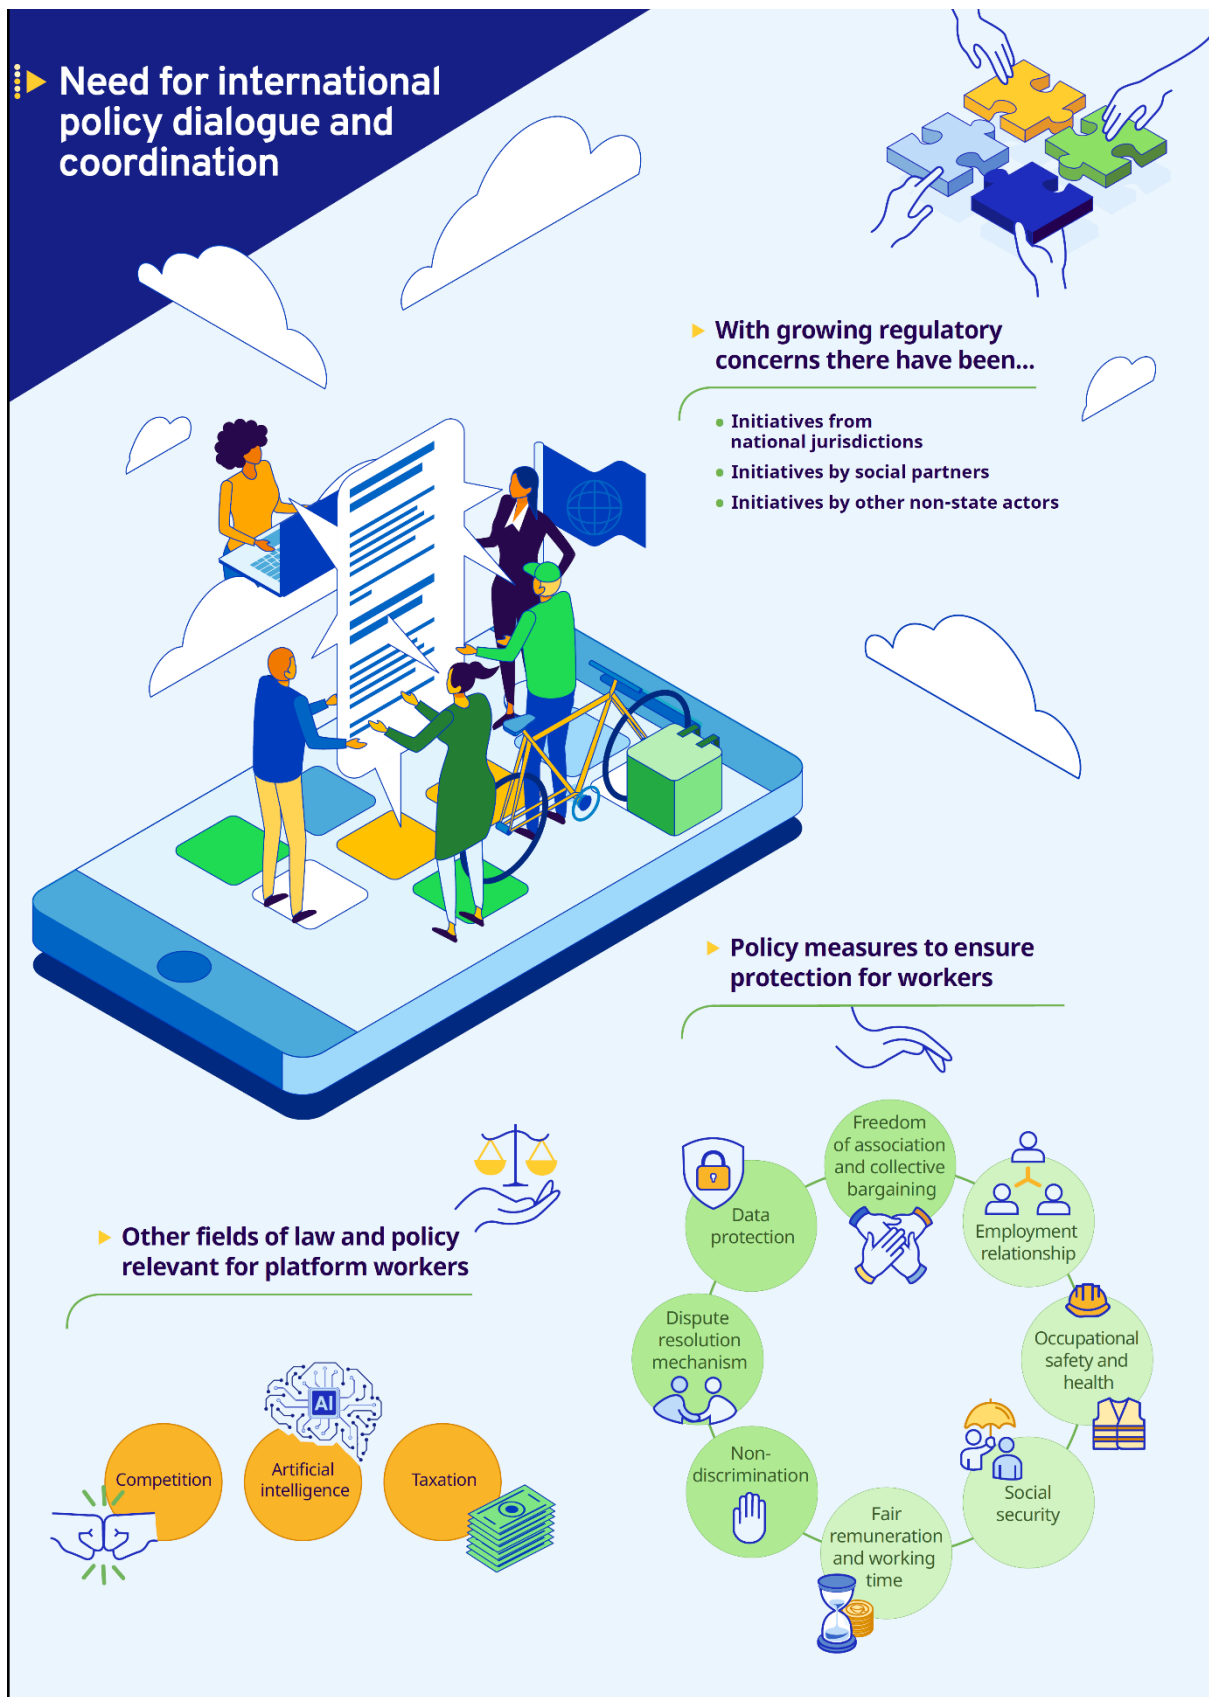 Need for international
policy dialogue and
coordination
With growing regulatory
concerns there have been...
Initiatives from
national jurisdictions
Initiatives by social partners
Initiatives by other non-state actors
Policy measures to ensure
protection for workers
Freedom
of association
and collective
bargaining
Employment
relationship
Occupational
safety and
health
Social
security
Fair
remuneration
and working
time
Non-
discrimination
Dispute
resolution
mechanism
Data
protection
Other fields of law and policy
relevant for platform workers
Competition
AI
Artificial
intelligence
Taxation